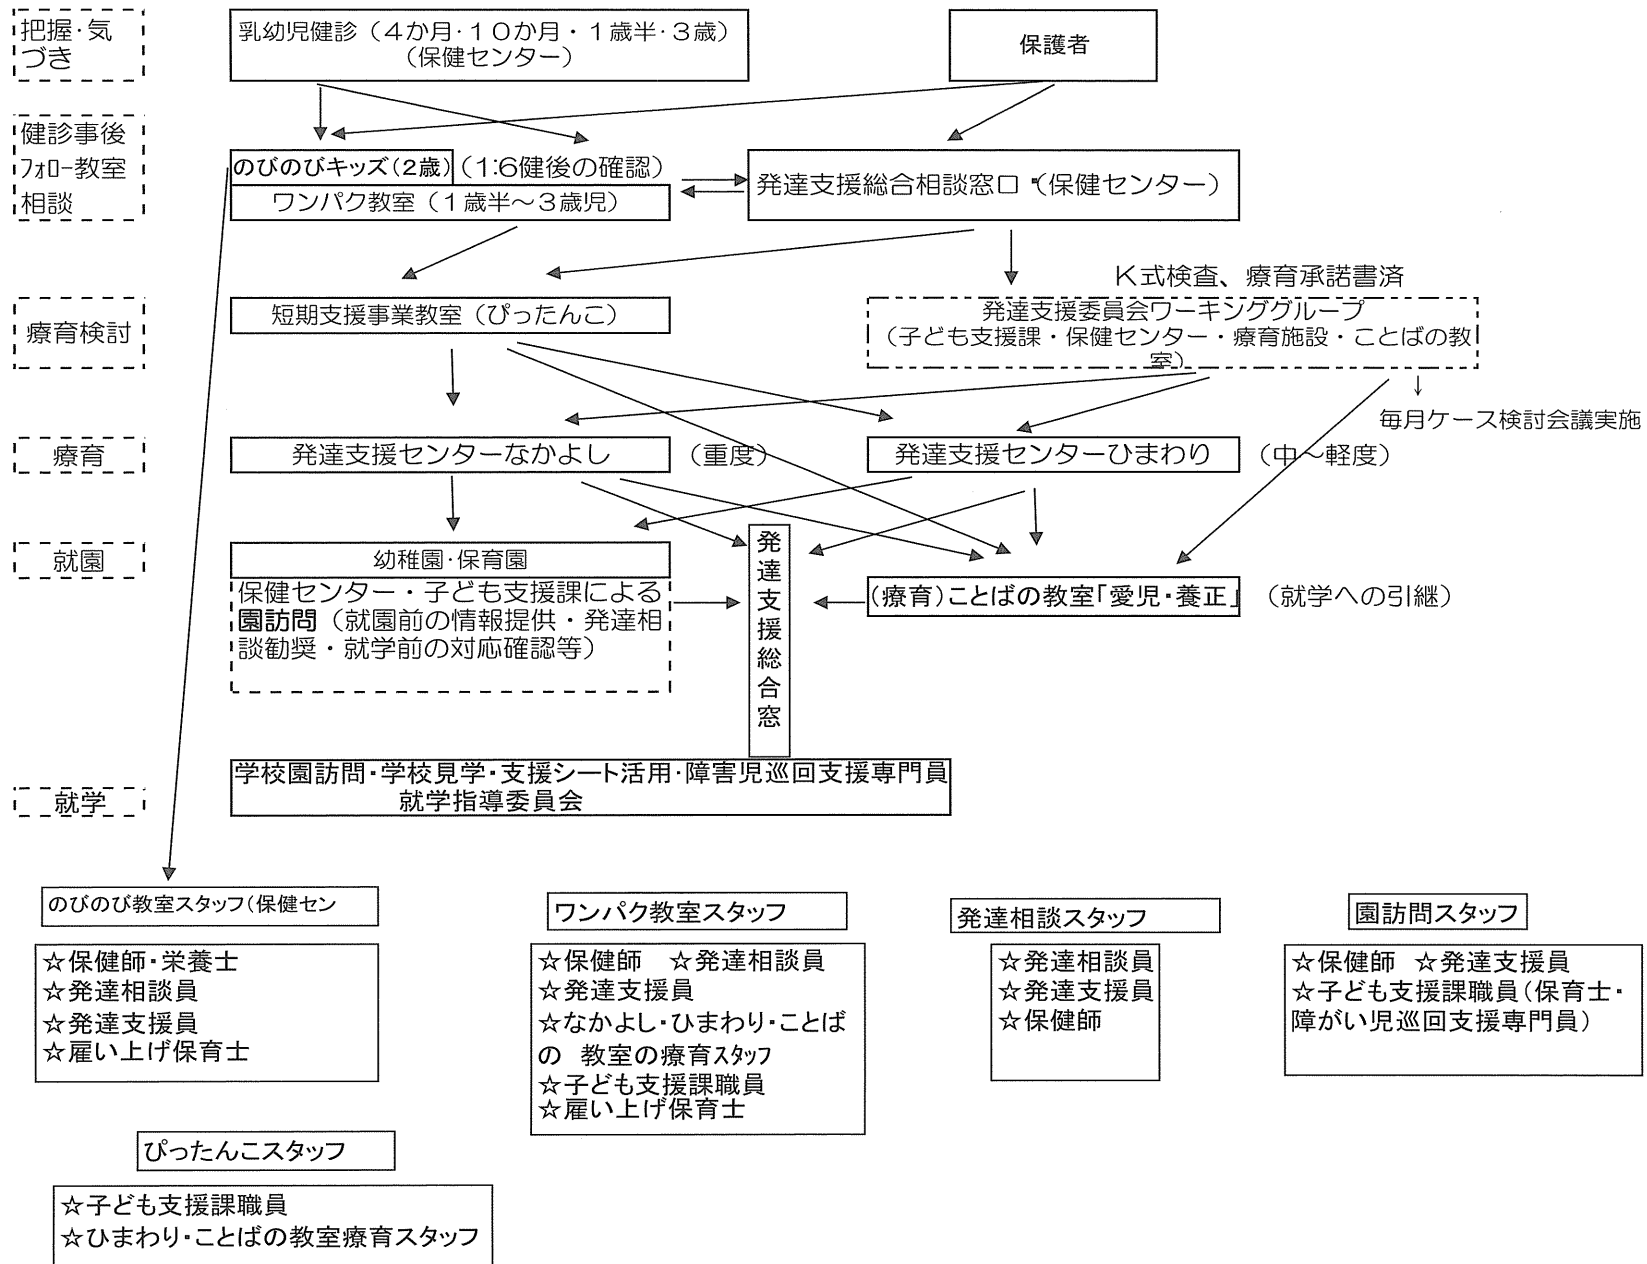 把握・気
づき
乳幼児健診（４か月・１０か月・１歳半・３歳）
（保健センター）
保護者
健診事後
ﾌｫﾛｰ教室
相談
のびのびキッズ（２歳）（1:6健後の確認）
ワンパク教室（１歳半～３歳児）
発達支援総合相談窓口・（保健センター）
療育検討
短期支援事業教室（ぴったんこ）
Ｋ式検査、療育承諾書済
発達支援委員会ワーキンググループ
（子ども支援課・保健センター・療育施設・ことばの教
室）
↓
毎月ケース検討会議実施
療育
発達支援センターなかよし
（重度）
発達支援センターひまわり
（中～軽度）
就園
幼稚園・保育園
保健センター・子ども支援課による
園訪問（就園前の情報提供・発達相
談勧奨・就学前の対応確認等）
発達支援総合窓
（療育）ことばの教室「愛児・養正」
（就学への引継）
就学
学校園訪問・学校見学・支援シート活用・障害児巡回支援専門員
就学指導委員会
のびのび教室スタッフ（保健セン
☆保健師・栄養士
☆発達相談員
☆発達支援員
☆雇い上げ保育士
ワンパク教室スタッフ
☆保健師　☆発達相談員
☆発達支援員
☆なかよし・ひまわり・ことば
の　教室の療育ｽﾀｯﾌ
☆子ども支援課職員
☆雇い上げ保育士
発達相談スタッフ
☆発達相談員
☆発達支援員
☆保健師
園訪問スタッフ
☆保健師　☆発達支援員
☆子ども支援課職員（保育士・
障がい児巡回支援専門員）
ぴったんこスタッフ
☆子ども支援課職員
☆ひまわり・ことばの教室療育スタッフ